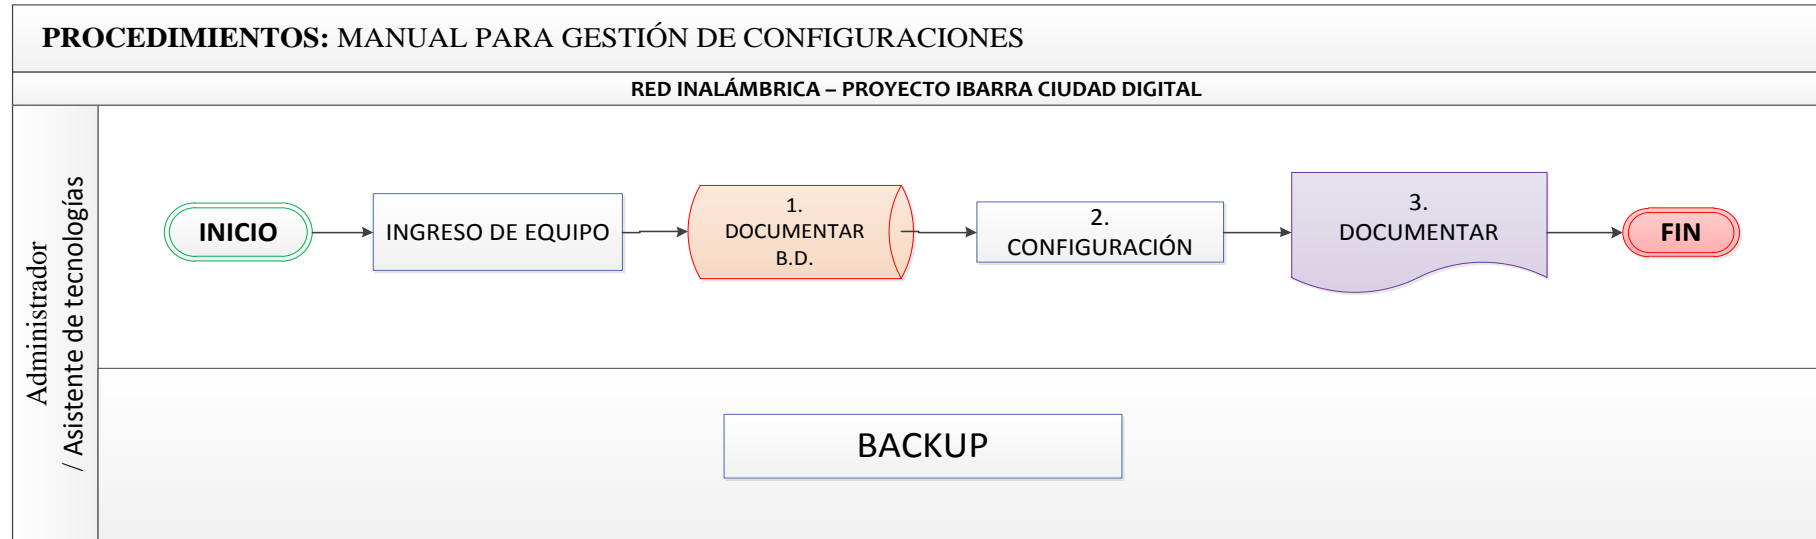 PROCEDIMIENTOS: MANUAL PARA GESTIÓN DE CONFIGURACIONES
RED INALÁMBRICA – PROYECTO IBARRA CIUDAD DIGITAL
Administrador
/ Asistente de tecnologías
INICIO
INGRESO DE EQUIPO
1.
DOCUMENTAR
B.D.
2.
CONFIGURACIÓN
3.
DOCUMENTAR
FIN
BACKUP